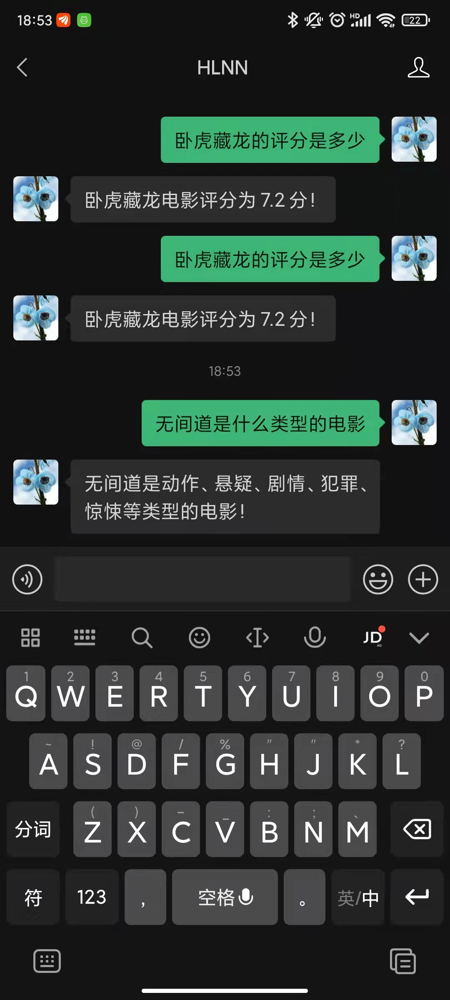 18:53
HD
22
HLNN
卧虎藏龙的评分是多少
卧虎藏龙电影评分为 7.2 分!
卧虎藏龙的评分是多少
卧虎藏龙电影评分为 7.2 分!
18:53
无间道是什么类型的电影
无间道是动作、悬疑、剧情、犯罪、
惊悚等类型的电影!
JD
AD
1 2 3 4 5 6 7 8 9 0
Q W E R T Y U I O P
~ ! @ / % " " * ?
A S D F G H J K L
( ) – _ : ; 、
分词 Z X C V B N M
符 123 , 空格 。 英/中